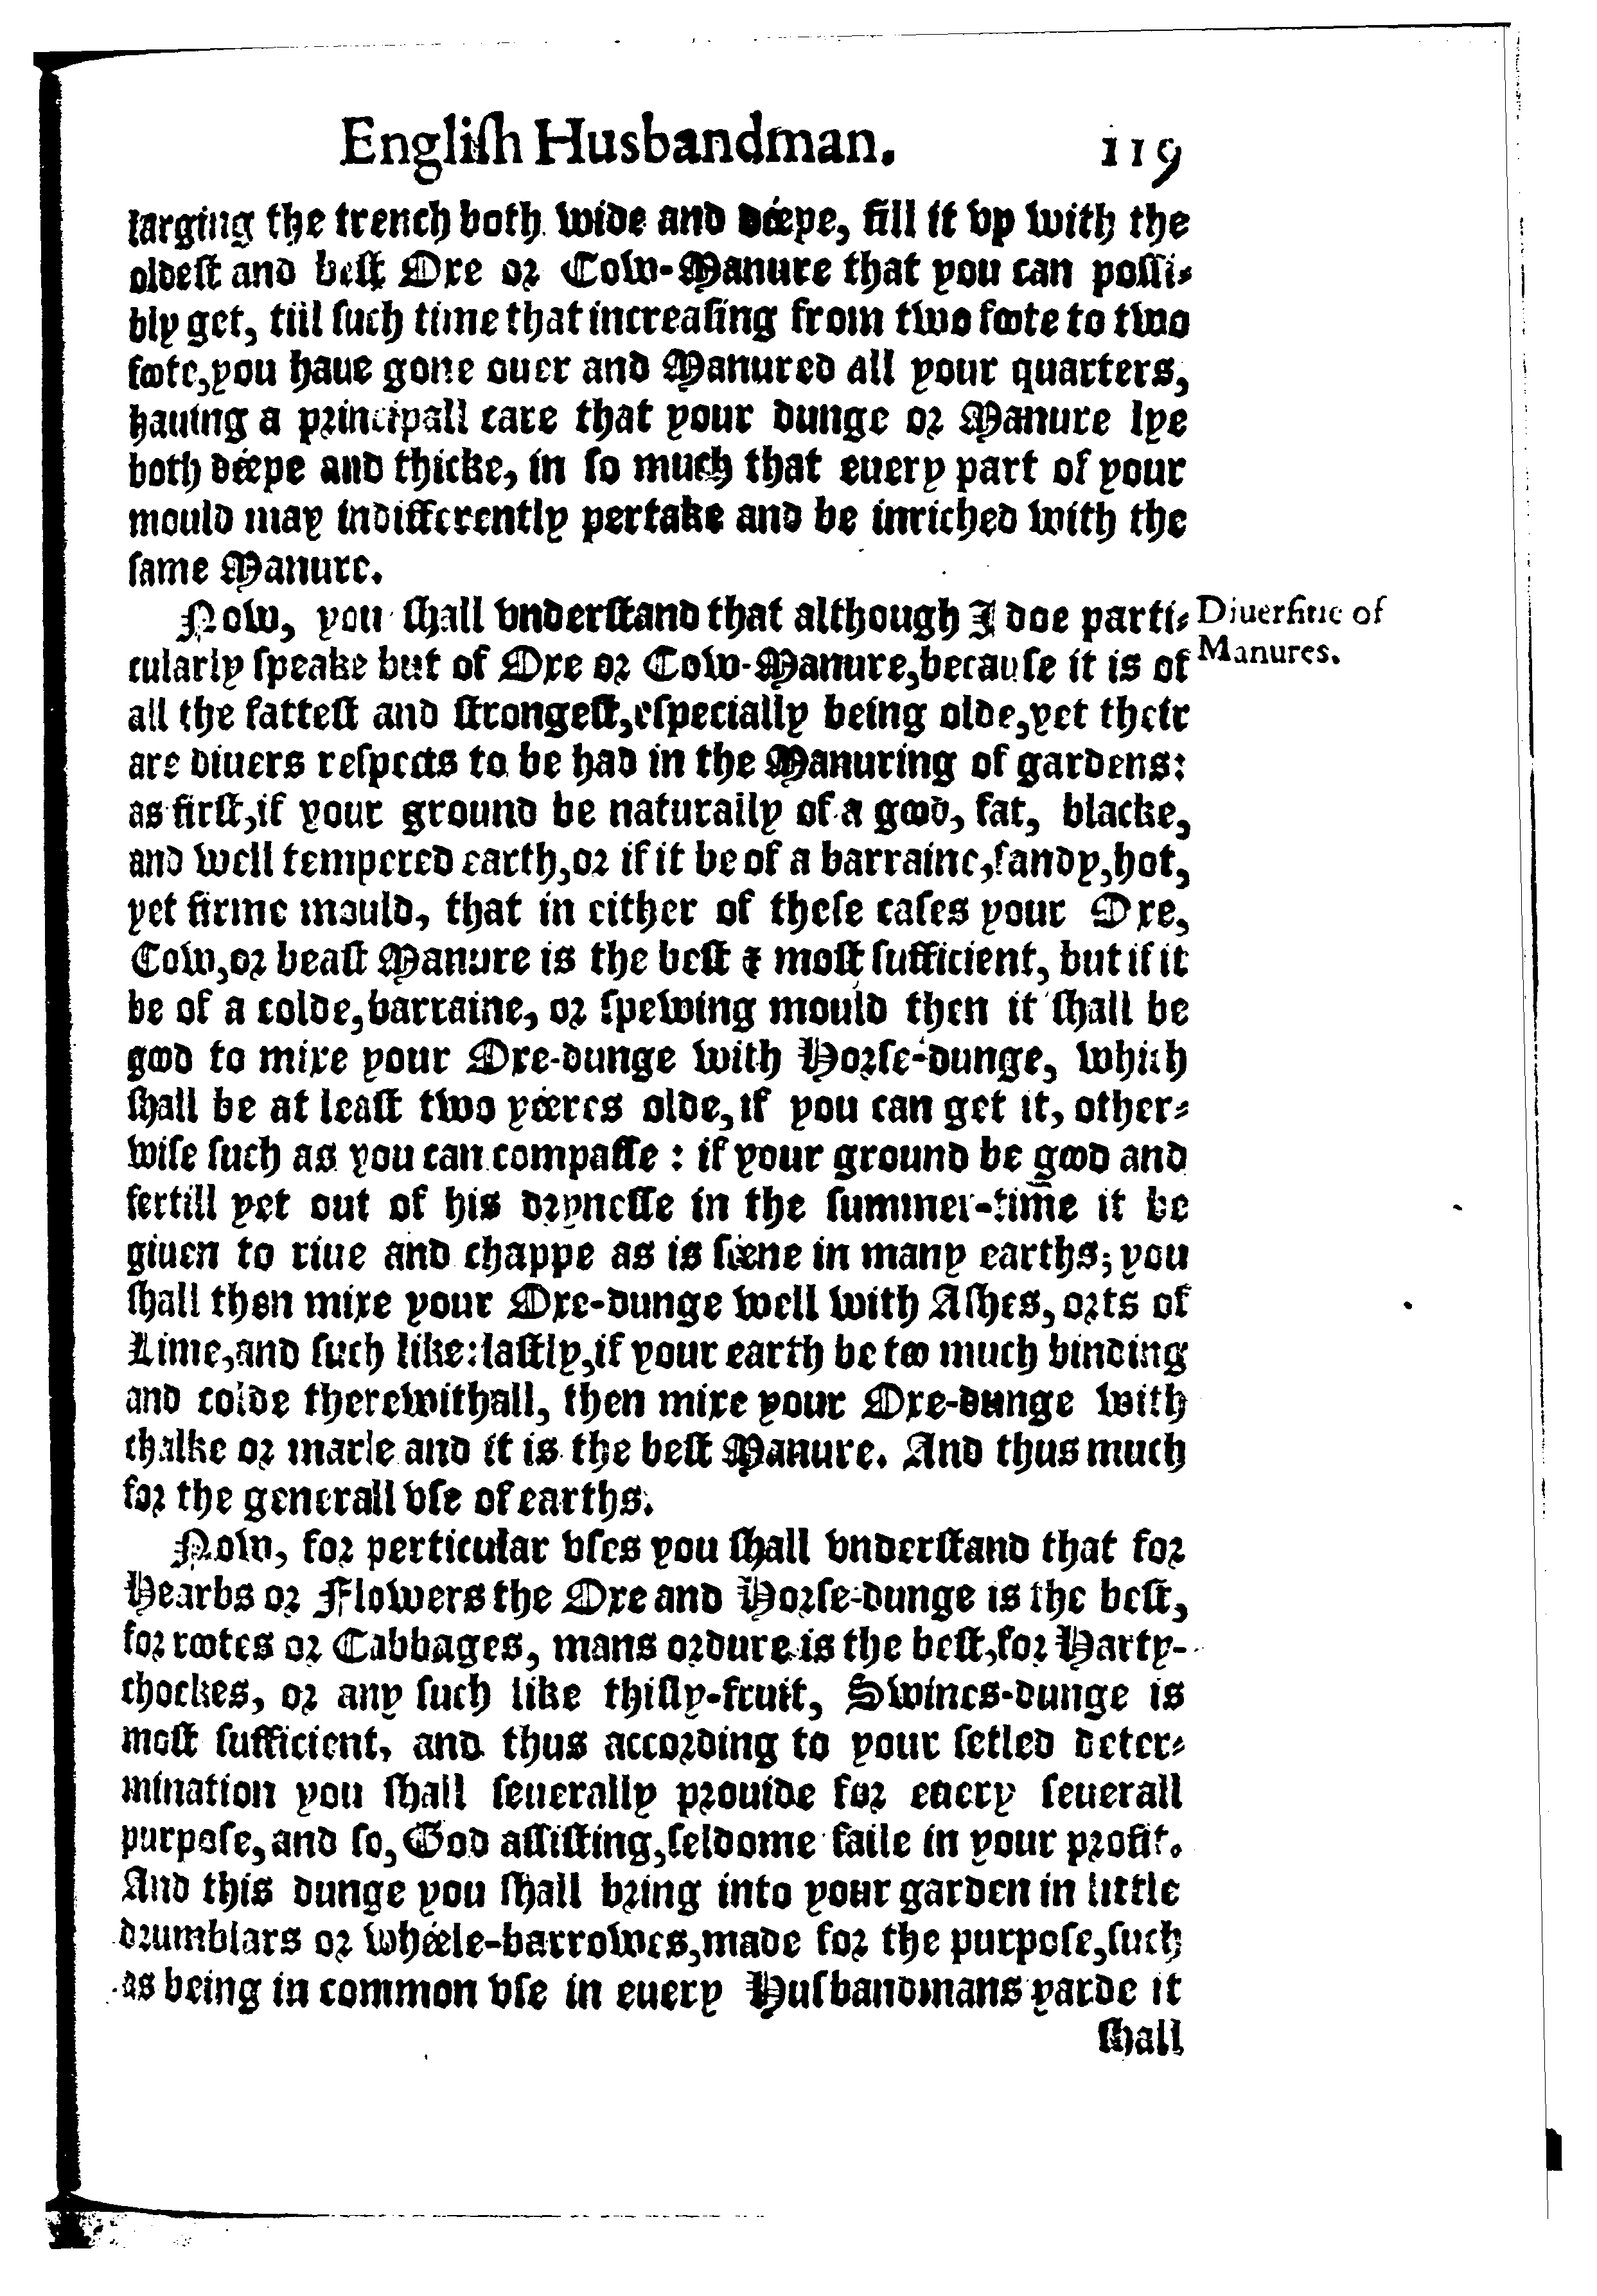 Engliſh Husbandman. 119
larging the trench both wide and déepe, fill it vp with the
oldeſt and beſt Oxe or Cow-Manure that you can poſſi-
bly get, till ſuch time that increaſing from two foote to two
foote, you haue gone ouer and Manured all your quarters,
hauing a principall care that your dunge or Manure lye
both déepe and thicke, in ſo much that euery part of your
mould may indifferently pertake and be inriched with the
ſame Manure.
Now, you ſhall vnderſtand that although I doe parti-
Diuerſitie of
Manures.
cularly ſpeake but of Oxe or Cow-Manure, becauſe it is of
all the fatteſt and ſtrongeſt, eſpecially being olde, yet their
are diuers reſpects to be had in the Manuring of gardens:
as firſt, if your ground be naturally of a good, fat, blacke,
and well tempered earth, or if it be of a barraine, ſandy, hot,
yet firme mould, that in either of theſe caſes your Oxe,
Cow, or beaſt Manure is the beſt & moſt ſufficient, but if it
be of a colde, barraine, or ſpewing mould then it ſhall be
good to mixe your Oxe-dunge with Horſe-dunge, which
ſhall be at leaſt two yéeres olde, if you can get it, other-
wiſe ſuch as you can compaſſe: if your ground be good and
fertill yet out of his dryneſſe in the ſummer-time it be
giuen to riue and chappe as is ſéene in many earths; you
ſhall then mixe your Oxe-dunge well with Aſhes, orts of
Lime, and ſuch like: laſtly, if your earth be too much binding
and colde therewithall, then mixe your Oxe-dunge with
chalke or marle and it is the beſt Manure. And thus much
for the generall vſe of earths.
Now, for perticular vſes you ſhall vnderſtand that for
Hearbs or Flowers the Oxe and Horſe-dunge is the beſt,
for rootes or Cabbages, mans ordure is the beſt, for Harty-
chockes, or any ſuch like thiſly-fruit, Swines-dunge is
moſt ſufficient, and thus according to your ſetled deter-
mination you ſhall ſeuerally prouide for euery ſeuerall
purpoſe, and ſo, God aſſiſting, ſeldome faile in your profit.
And this dunge you ſhall bring into your garden in little
drumblars or whéele-barrowes, made for the purpoſe, ſuch
as being in common vſe in euery Huſbandmans yarde it
ſhall